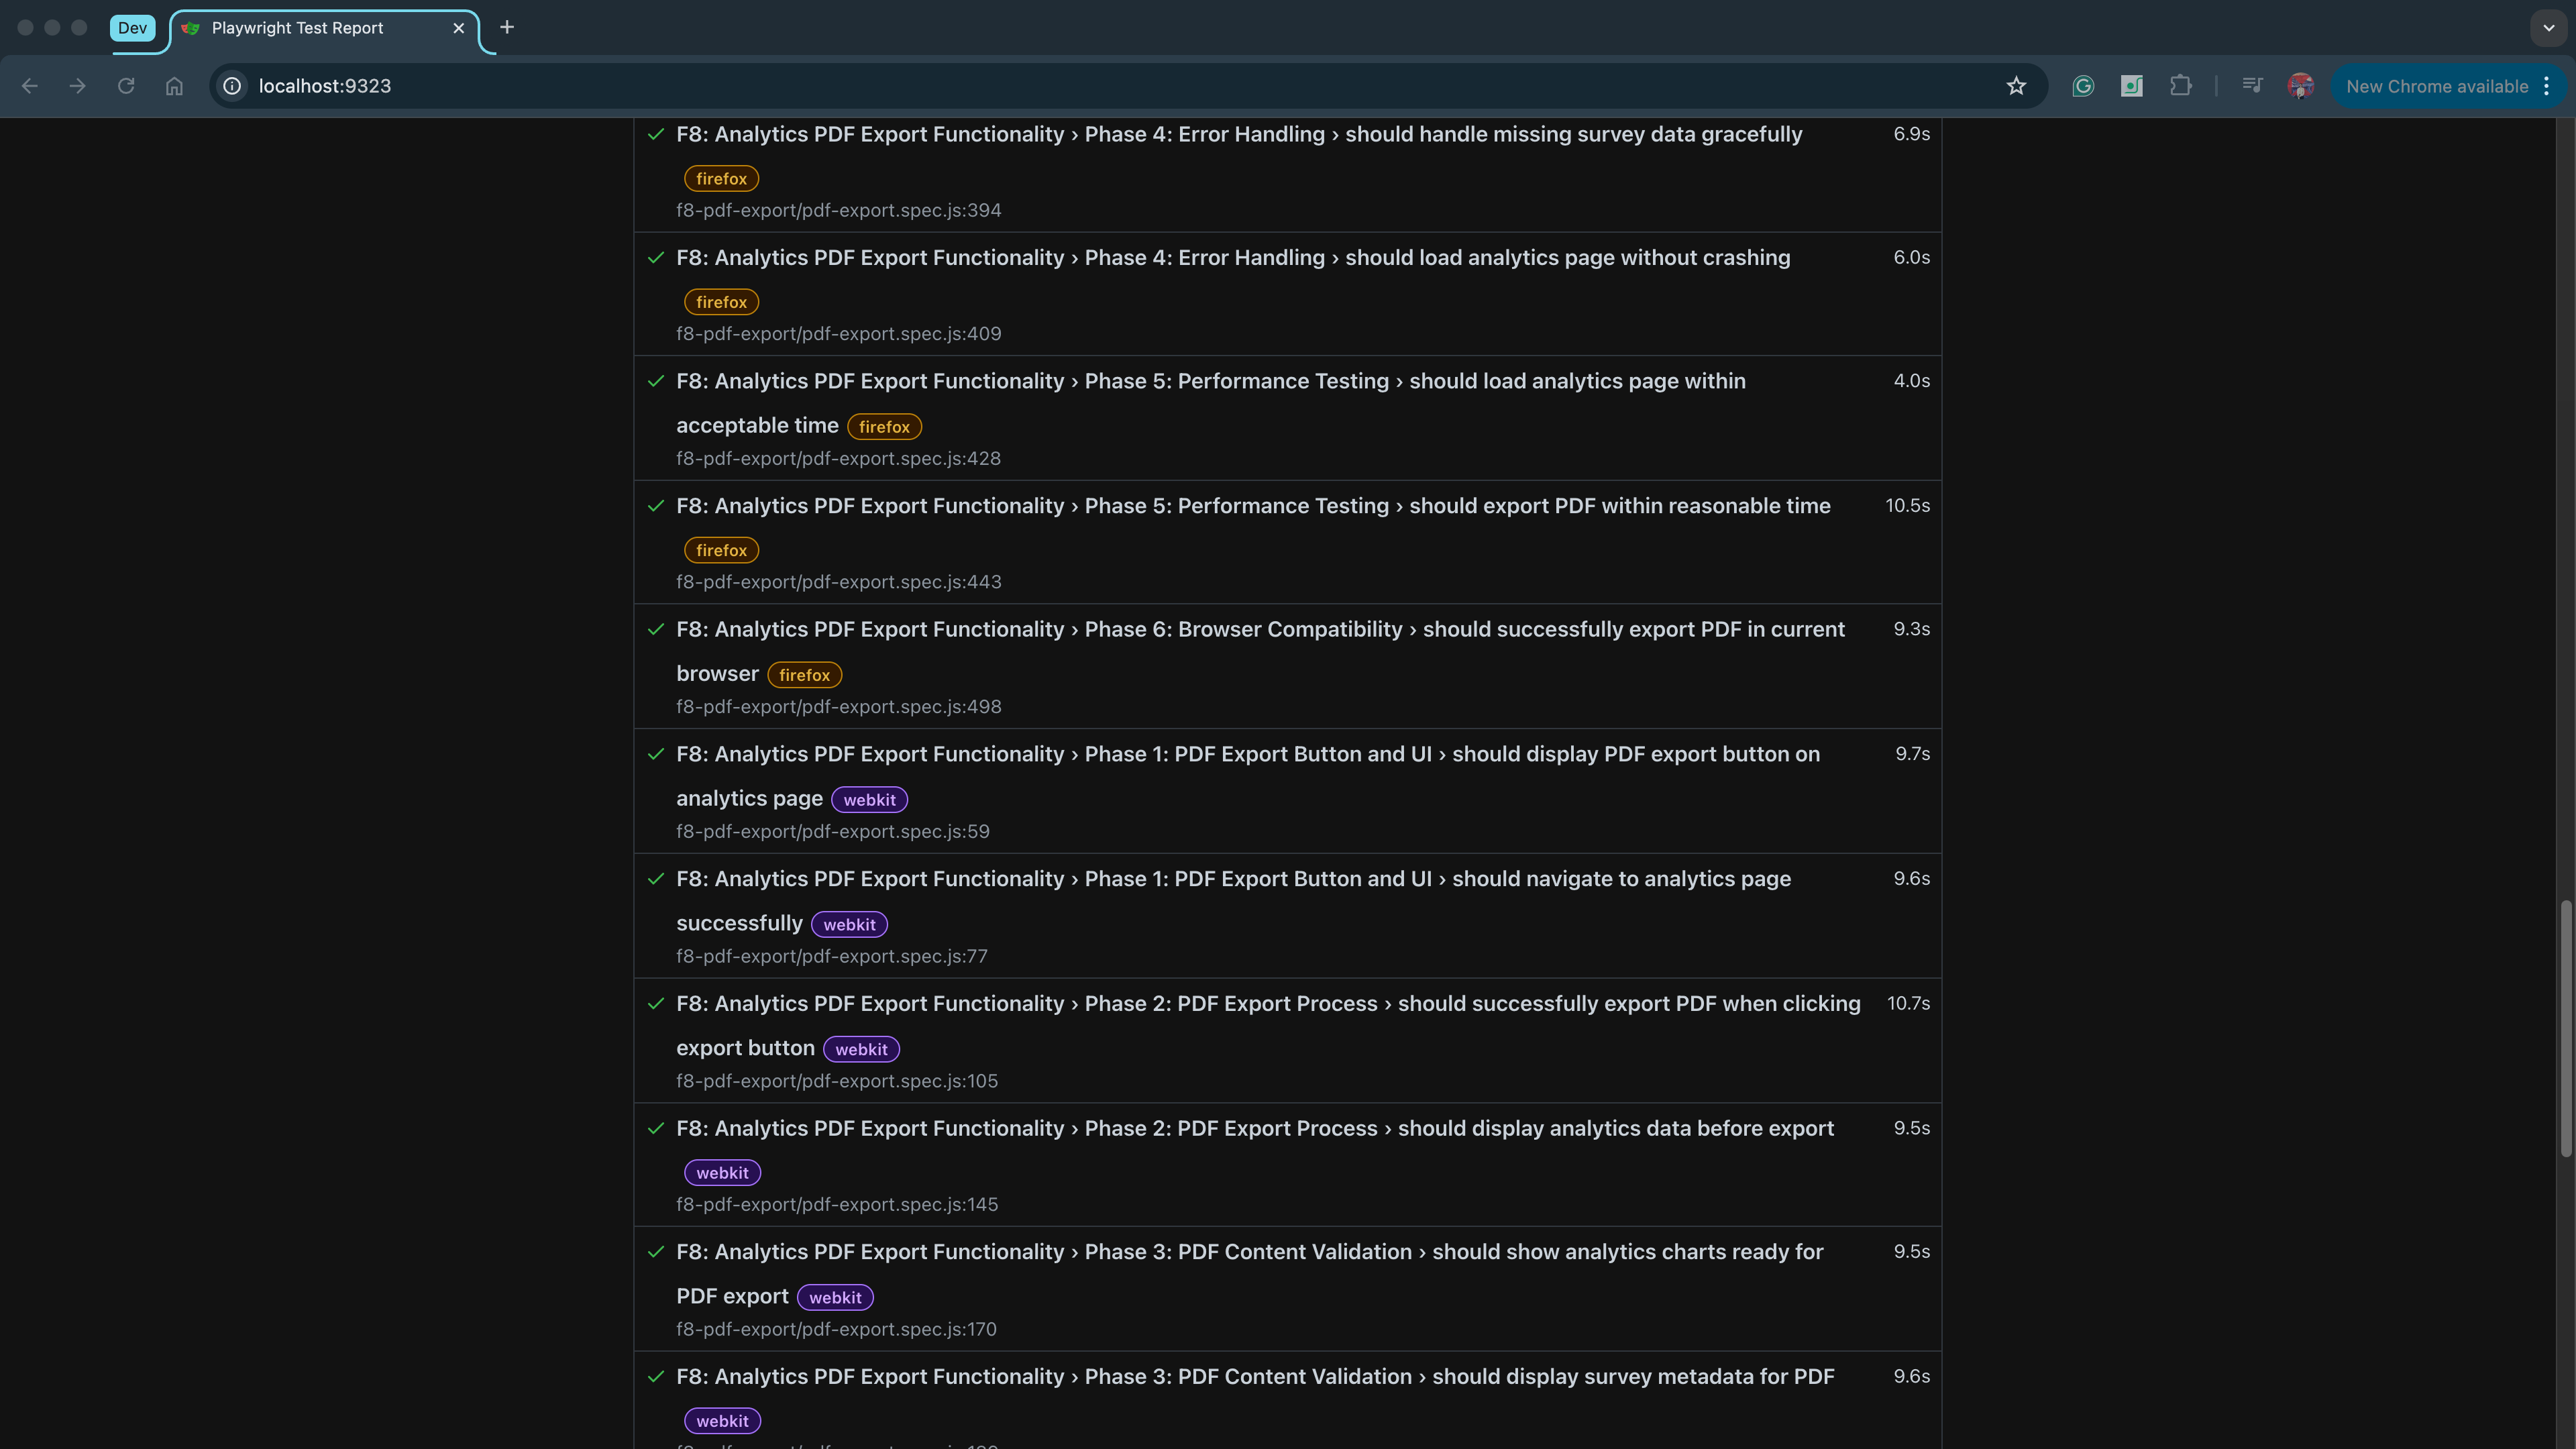 Dev
Playwright Test Report
localhost:9323
New Chrome available
F8: Analytics PDF Export Functionality › Phase 4: Error Handling › should handle missing survey data gracefully 6.9s
firefox
f8-pdf-export/pdf-export.spec.js:394
F8: Analytics PDF Export Functionality › Phase 4: Error Handling › should load analytics page without crashing 6.0s
firefox
f8-pdf-export/pdf-export.spec.js:409
F8: Analytics PDF Export Functionality › Phase 5: Performance Testing › should load analytics page within 4.0s
acceptable time firefox
f8-pdf-export/pdf-export.spec.js:428
F8: Analytics PDF Export Functionality › Phase 5: Performance Testing › should export PDF within reasonable time 10.5s
firefox
f8-pdf-export/pdf-export.spec.js:443
F8: Analytics PDF Export Functionality › Phase 6: Browser Compatibility › should successfully export PDF in current 9.3s
browser firefox
f8-pdf-export/pdf-export.spec.js:498
F8: Analytics PDF Export Functionality › Phase 1: PDF Export Button and UI › should display PDF export button on 9.7s
analytics page webkit
f8-pdf-export/pdf-export.spec.js:59
F8: Analytics PDF Export Functionality › Phase 1: PDF Export Button and UI › should navigate to analytics page 9.6s
successfully webkit
f8-pdf-export/pdf-export.spec.js:77
F8: Analytics PDF Export Functionality › Phase 2: PDF Export Process › should successfully export PDF when clicking 10.7s
export button webkit
f8-pdf-export/pdf-export.spec.js:105
F8: Analytics PDF Export Functionality › Phase 2: PDF Export Process › should display analytics data before export 9.5s
webkit
f8-pdf-export/pdf-export.spec.js:145
F8: Analytics PDF Export Functionality › Phase 3: PDF Content Validation › should show analytics charts ready for 9.5s
PDF export webkit
f8-pdf-export/pdf-export.spec.js:170
F8: Analytics PDF Export Functionality › Phase 3: PDF Content Validation › should display survey metadata for PDF 9.6s
webkit